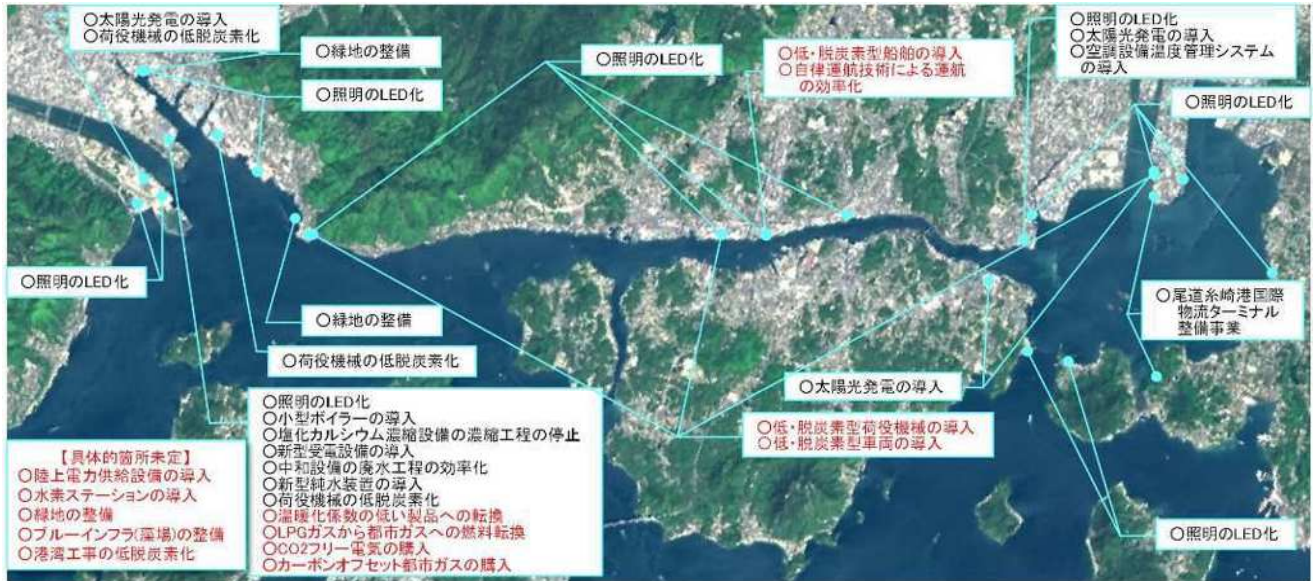 ○太陽光発電の導入
○荷役機械の低脱炭素化
○緑地の整備
○照明のLED化
○照明のLED化
○低・脱炭素型船舶の導入
○自律運航技術による運航
の効率化
○照明のLED化
○太陽光発電の導入
○空調設備温度管理システム
の導入
○照明のLED化
○照明のLED化
○緑地の整備
○荷役機械の低脱炭素化
○尾道糸崎港国際
物流ターミナル
整備事業
○太陽光発電の導入
○低・脱炭素型荷役機械の導入
○低・脱炭素型車両の導入
○照明のLED化
○小型ボイラーの導入
○塩化カルシウム濃縮設備の濃縮工程の停止
○新型受電設備の導入
○中和設備の廃水工程の効率化
○新型純水装置の導入
○荷役機械の低脱炭素化
○温暖化係数の低い製品への転換
○LPGガスから都市ガスへの燃料転換
○CO2フリー電気の購入
○カーボンオフセット都市ガスの購入
【具体的箇所未定】
○陸上電力供給設備の導入
○水素ステーションの導入
○緑地の整備
○ブルーインフラ(藻場)の整備
○港湾工事の低脱炭素化
○照明のLED化